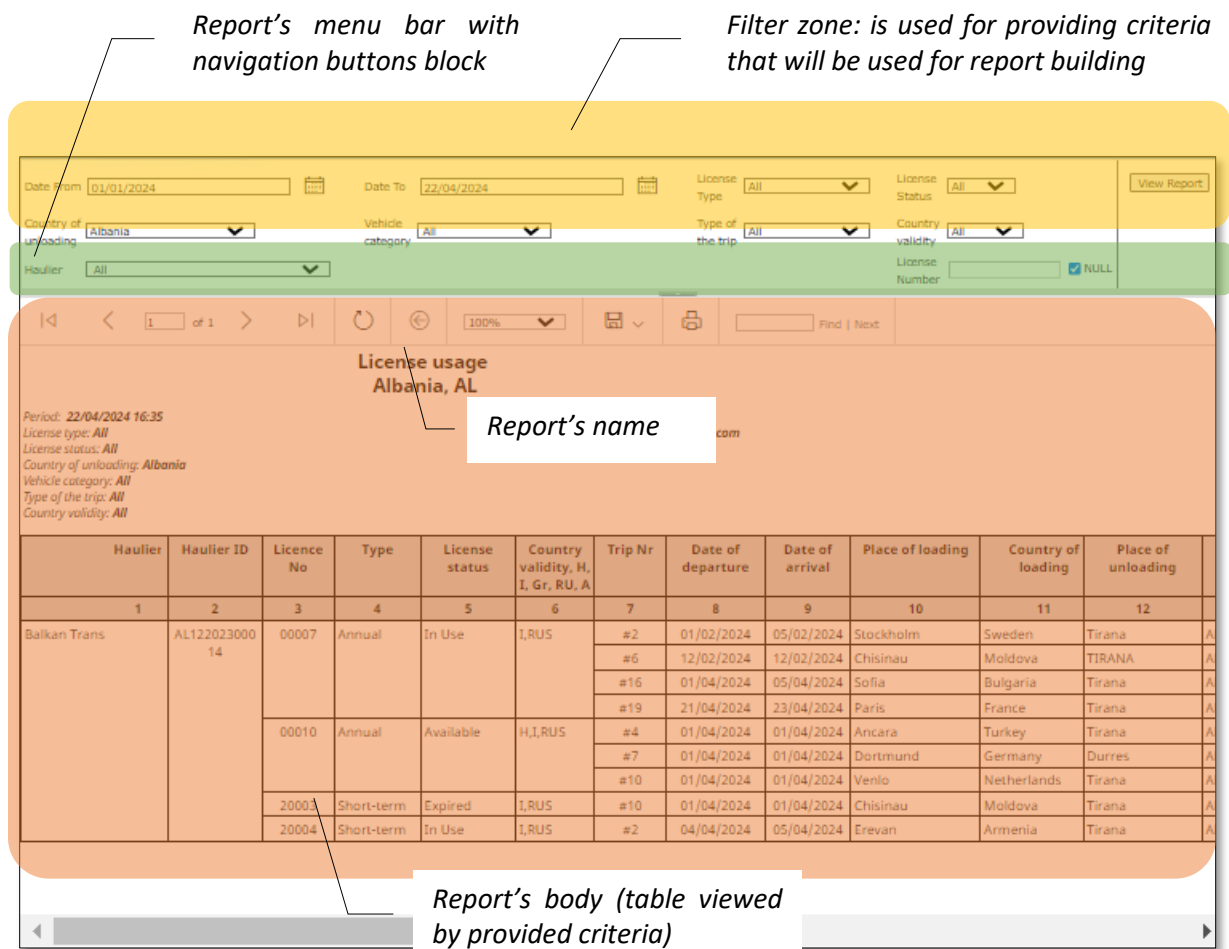 Report's menu bar with
navigation buttons block
Filter zone: is used for providing criteria
that will be used for report building
Date From 01/01/2024 Date To 22/04/2024 License Type All License Status All View Report
Country of unloading Albania Vehicle category All Type of the trip All Country validity All
Haulier All License Number NULL
1 of 1 100% Find | Next
License usage
Albania, AL
Report's name
com
Period: 22/04/2024 16:35
License type: All
License status: All
Country of unloading: Albania
Vehicle category: All
Type of the trip: All
Country validity: All
Haulier Haulier ID Licence No Type License status Country validity, H, I, Gr, RU, A Trip Nr Date of departure Date of arrival Place of loading Country of loading Place of unloading
1 2 3 4 5 6 7 8 9 10 11 12
Balkan Trans AL12202300014 00007 Annual In Use I,RUS #2 01/02/2024 05/02/2024 Stockholm Sweden Tirana A
#6 12/02/2024 12/02/2024 Chisinau Moldova TIRANA A
#16 01/04/2024 05/04/2024 Sofia Bulgaria Tirana A
#19 21/04/2024 23/04/2024 Paris France Tirana A
00010 Annual Available H,I,RUS #4 01/04/2024 01/04/2024 Ancara Turkey Tirana A
#7 01/04/2024 01/04/2024 Dortmund Germany Durres A
#10 01/04/2024 01/04/2024 Venlo Netherlands Tirana A
20003 Short-term Expired I,RUS #10 01/04/2024 01/04/2024 Chisinau Moldova Tirana A
20004 Short-term In Use I,RUS #2 04/04/2024 05/04/2024 Erevan Armenia Tirana A
Report's body (table viewed
by provided criteria)